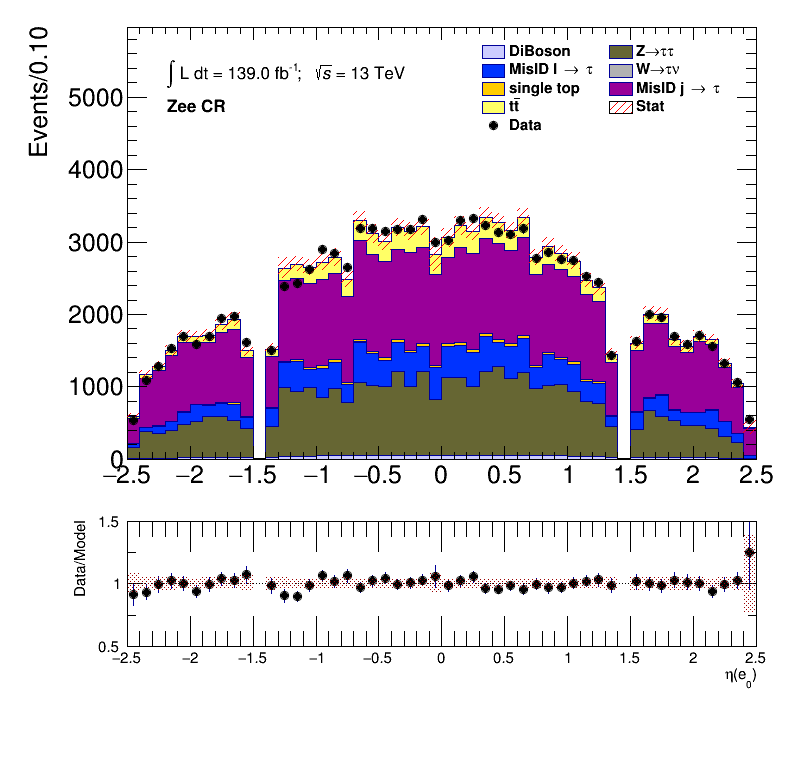 Events/0.10
∫ L dt = 139.0 fb⁻¹; √s = 13 TeV
Zee CR
DiBoson
Z→ττ
MisID l → τ
W→τν
single top
MisID j → τ
tt̄
Stat
Data
5000
4000
3000
2000
1000
0
−2.5 −2 −1.5 −1 −0.5 0 0.5 1 1.5 2 2.5
Data/Model
1.5
1
0.5
−2.5 −2 −1.5 −1 −0.5 0 0.5 1 1.5 2 2.5
η(e₀)